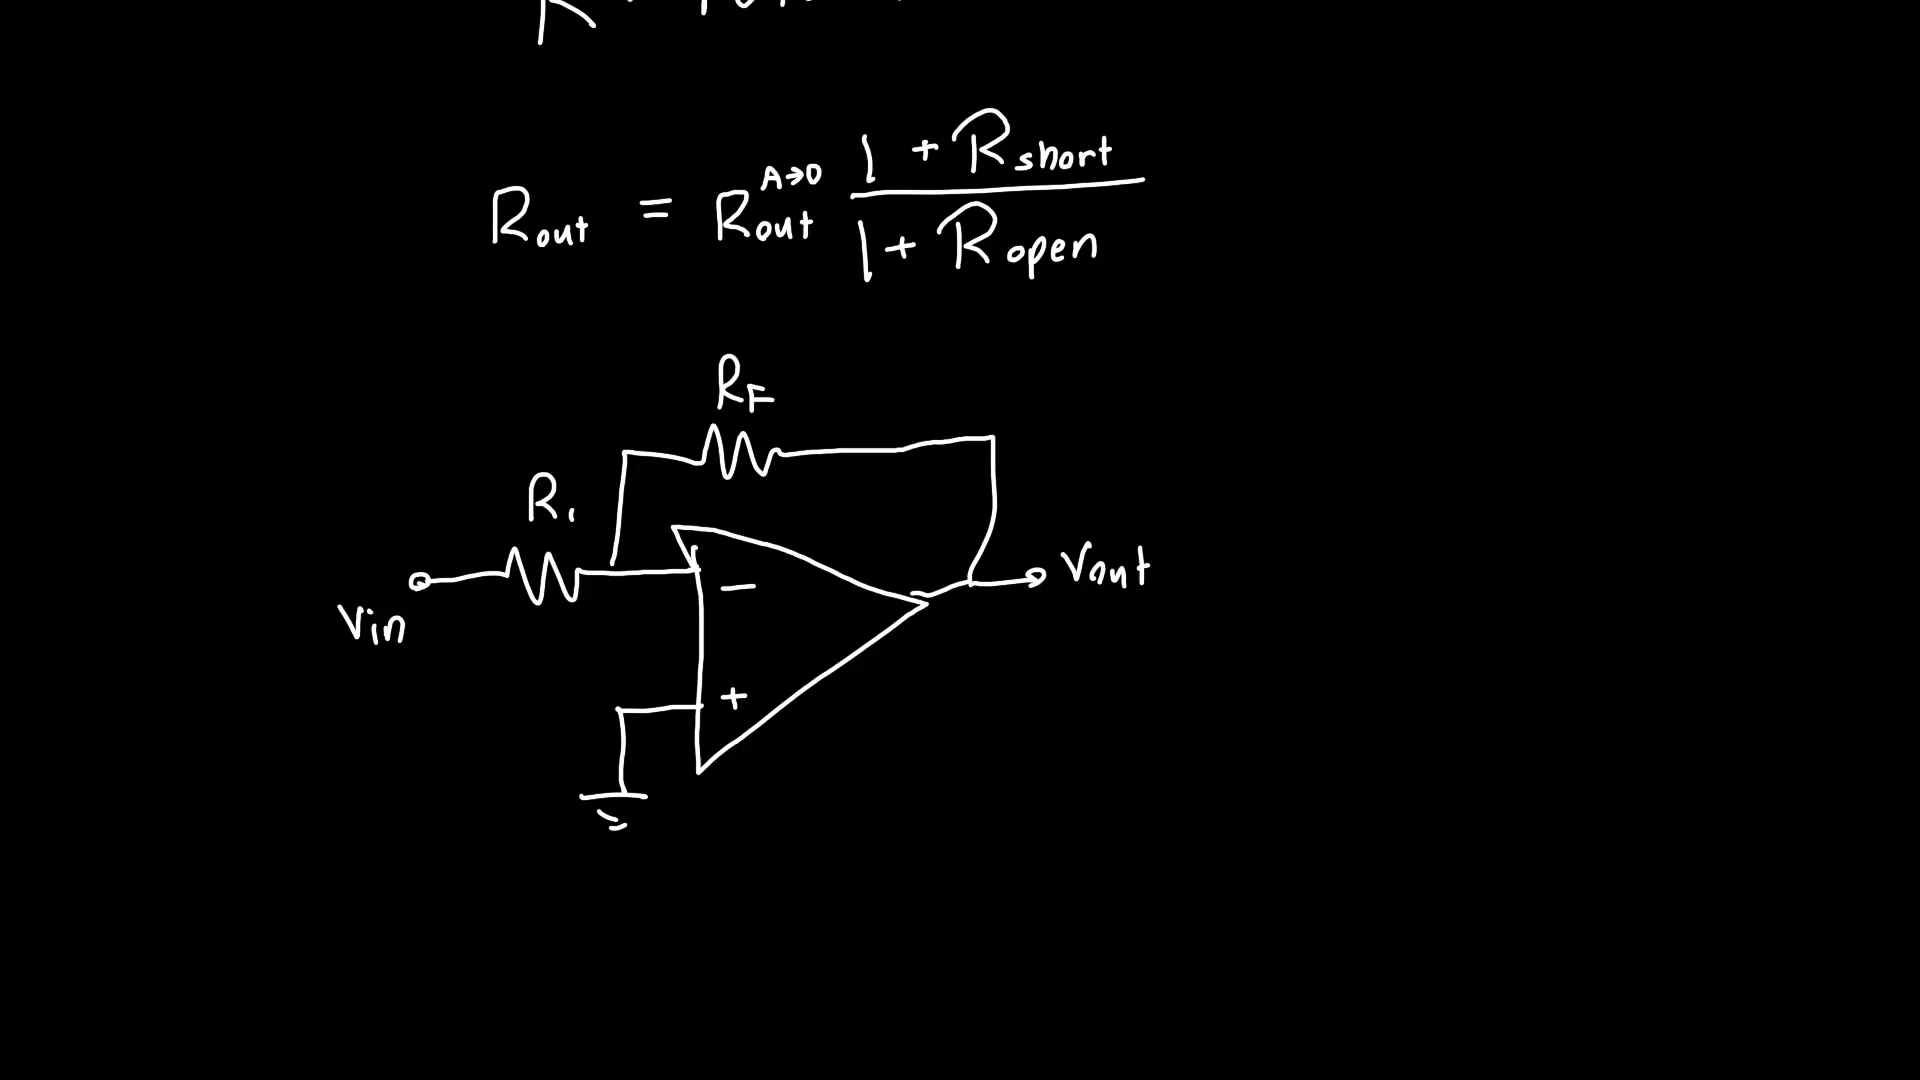 Rout = Rout A→0 1 + Rshort
1 + Ropen
RF
R1
Vin
Vout
−
+